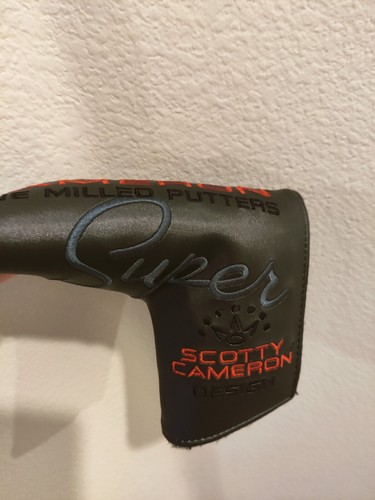 MILLED PUTTERS
Super
SCOTTY
CAMERON
DESIGN